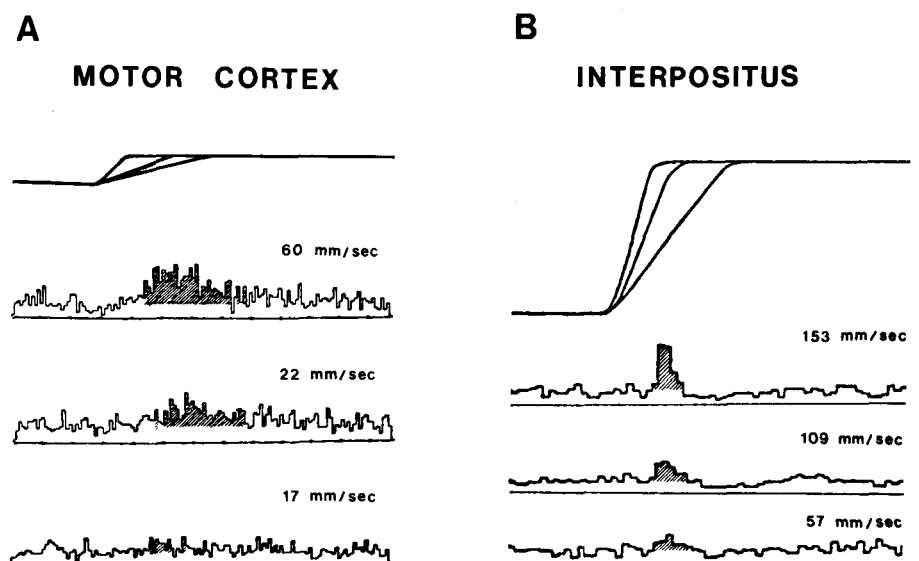 A
MOTOR CORTEX
60 mm/sec
22 mm/sec
17 mm/sec
B
INTERPOSITUS
153 mm/sec
109 mm/sec
57 mm/sec